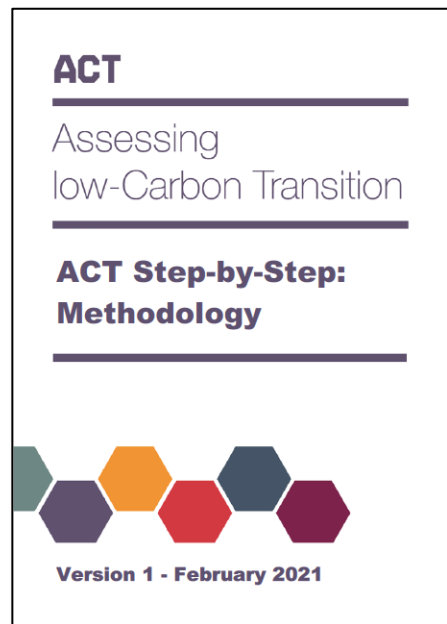 ACT
Assessing
low-Carbon Transition
ACT Step-by-Step:
Methodology
Version 1 - February 2021